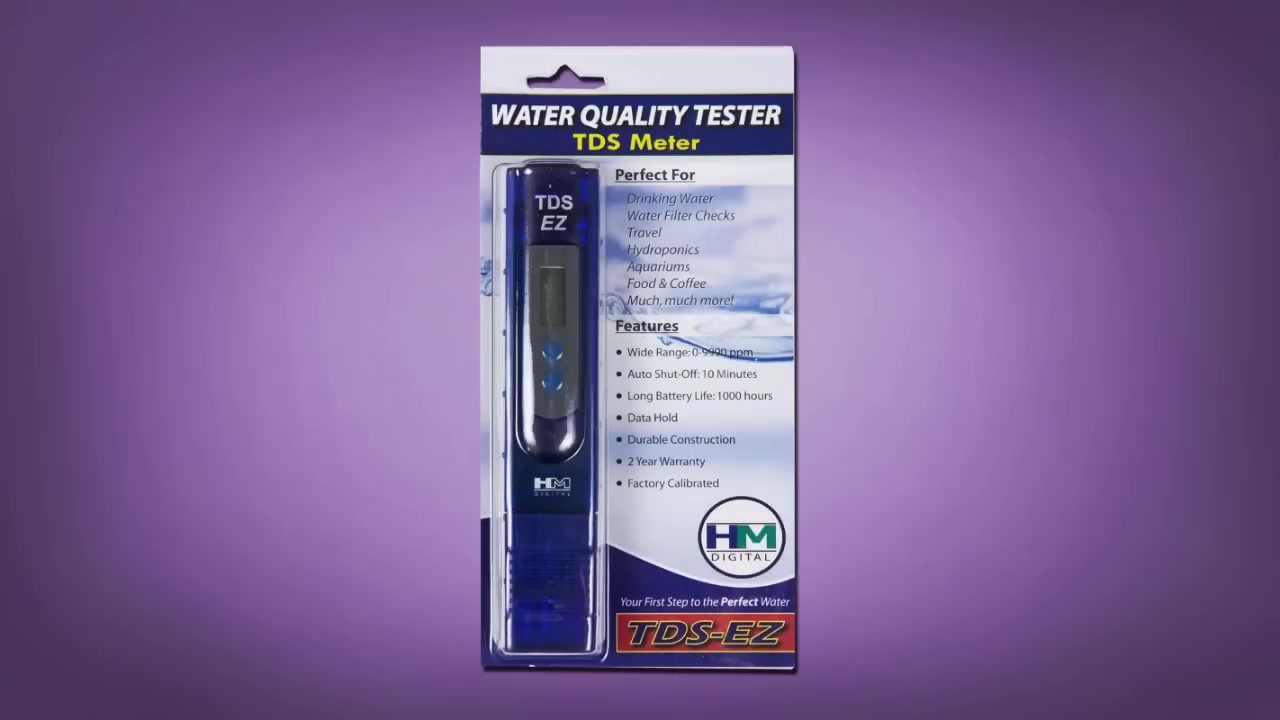 WATER QUALITY TESTER
TDS Meter
TDS
EZ
HM
DIGITAL
Perfect For
Drinking Water
Water Filter Checks
Travel
Hydroponics
Aquariums
Food & Coffee
Much, much more!
Features
• Wide Range: 0-9990 ppm
• Auto Shut-Off: 10 Minutes
• Long Battery Life: 1000 hours
• Data Hold
• Durable Construction
• 2 Year Warranty
• Factory Calibrated
HM
DIGITAL
Your First Step to the Perfect Water
TDS-EZ